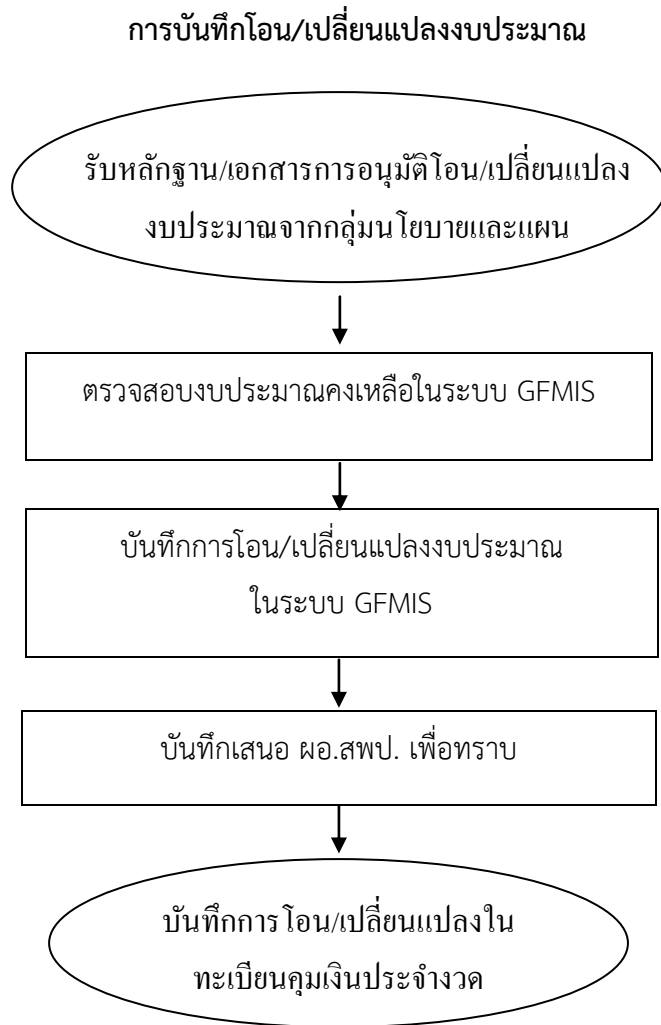 การบันทึกโอน/เปลี่ยนแปลงงบประมาณ
รับหลักฐาน/เอกสารการอนุมัติโอน/เปลี่ยนแปลง
งบประมาณจากกลุ่มนโยบายและแผน
ตรวจสอบงบประมาณคงเหลือในระบบ GFMIS
บันทึกการโอน/เปลี่ยนแปลงงบประมาณ
ในระบบ GFMIS
บันทึกเสนอ ผอ.สพป. เพื่อทราบ
บันทึกการโอน/เปลี่ยนแปลงใน
ทะเบียนคุมเงินประจำงวด